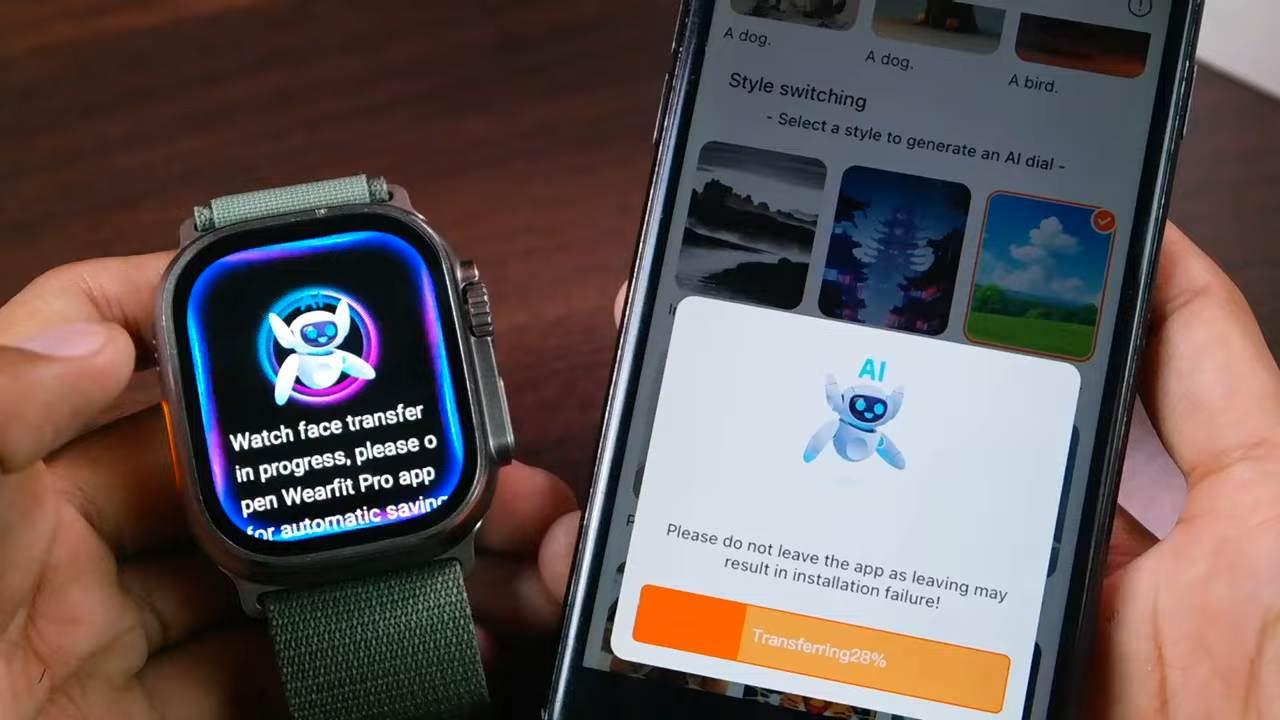 Watch face transfer
in progress, please o
pen Wearfit Pro app
for automatic saving
A dog.
A dog.
A bird.
Style switching
- Select a style to generate an AI dial -
AI
Please do not leave the app as leaving may
result in installation failure!
Transferring28%